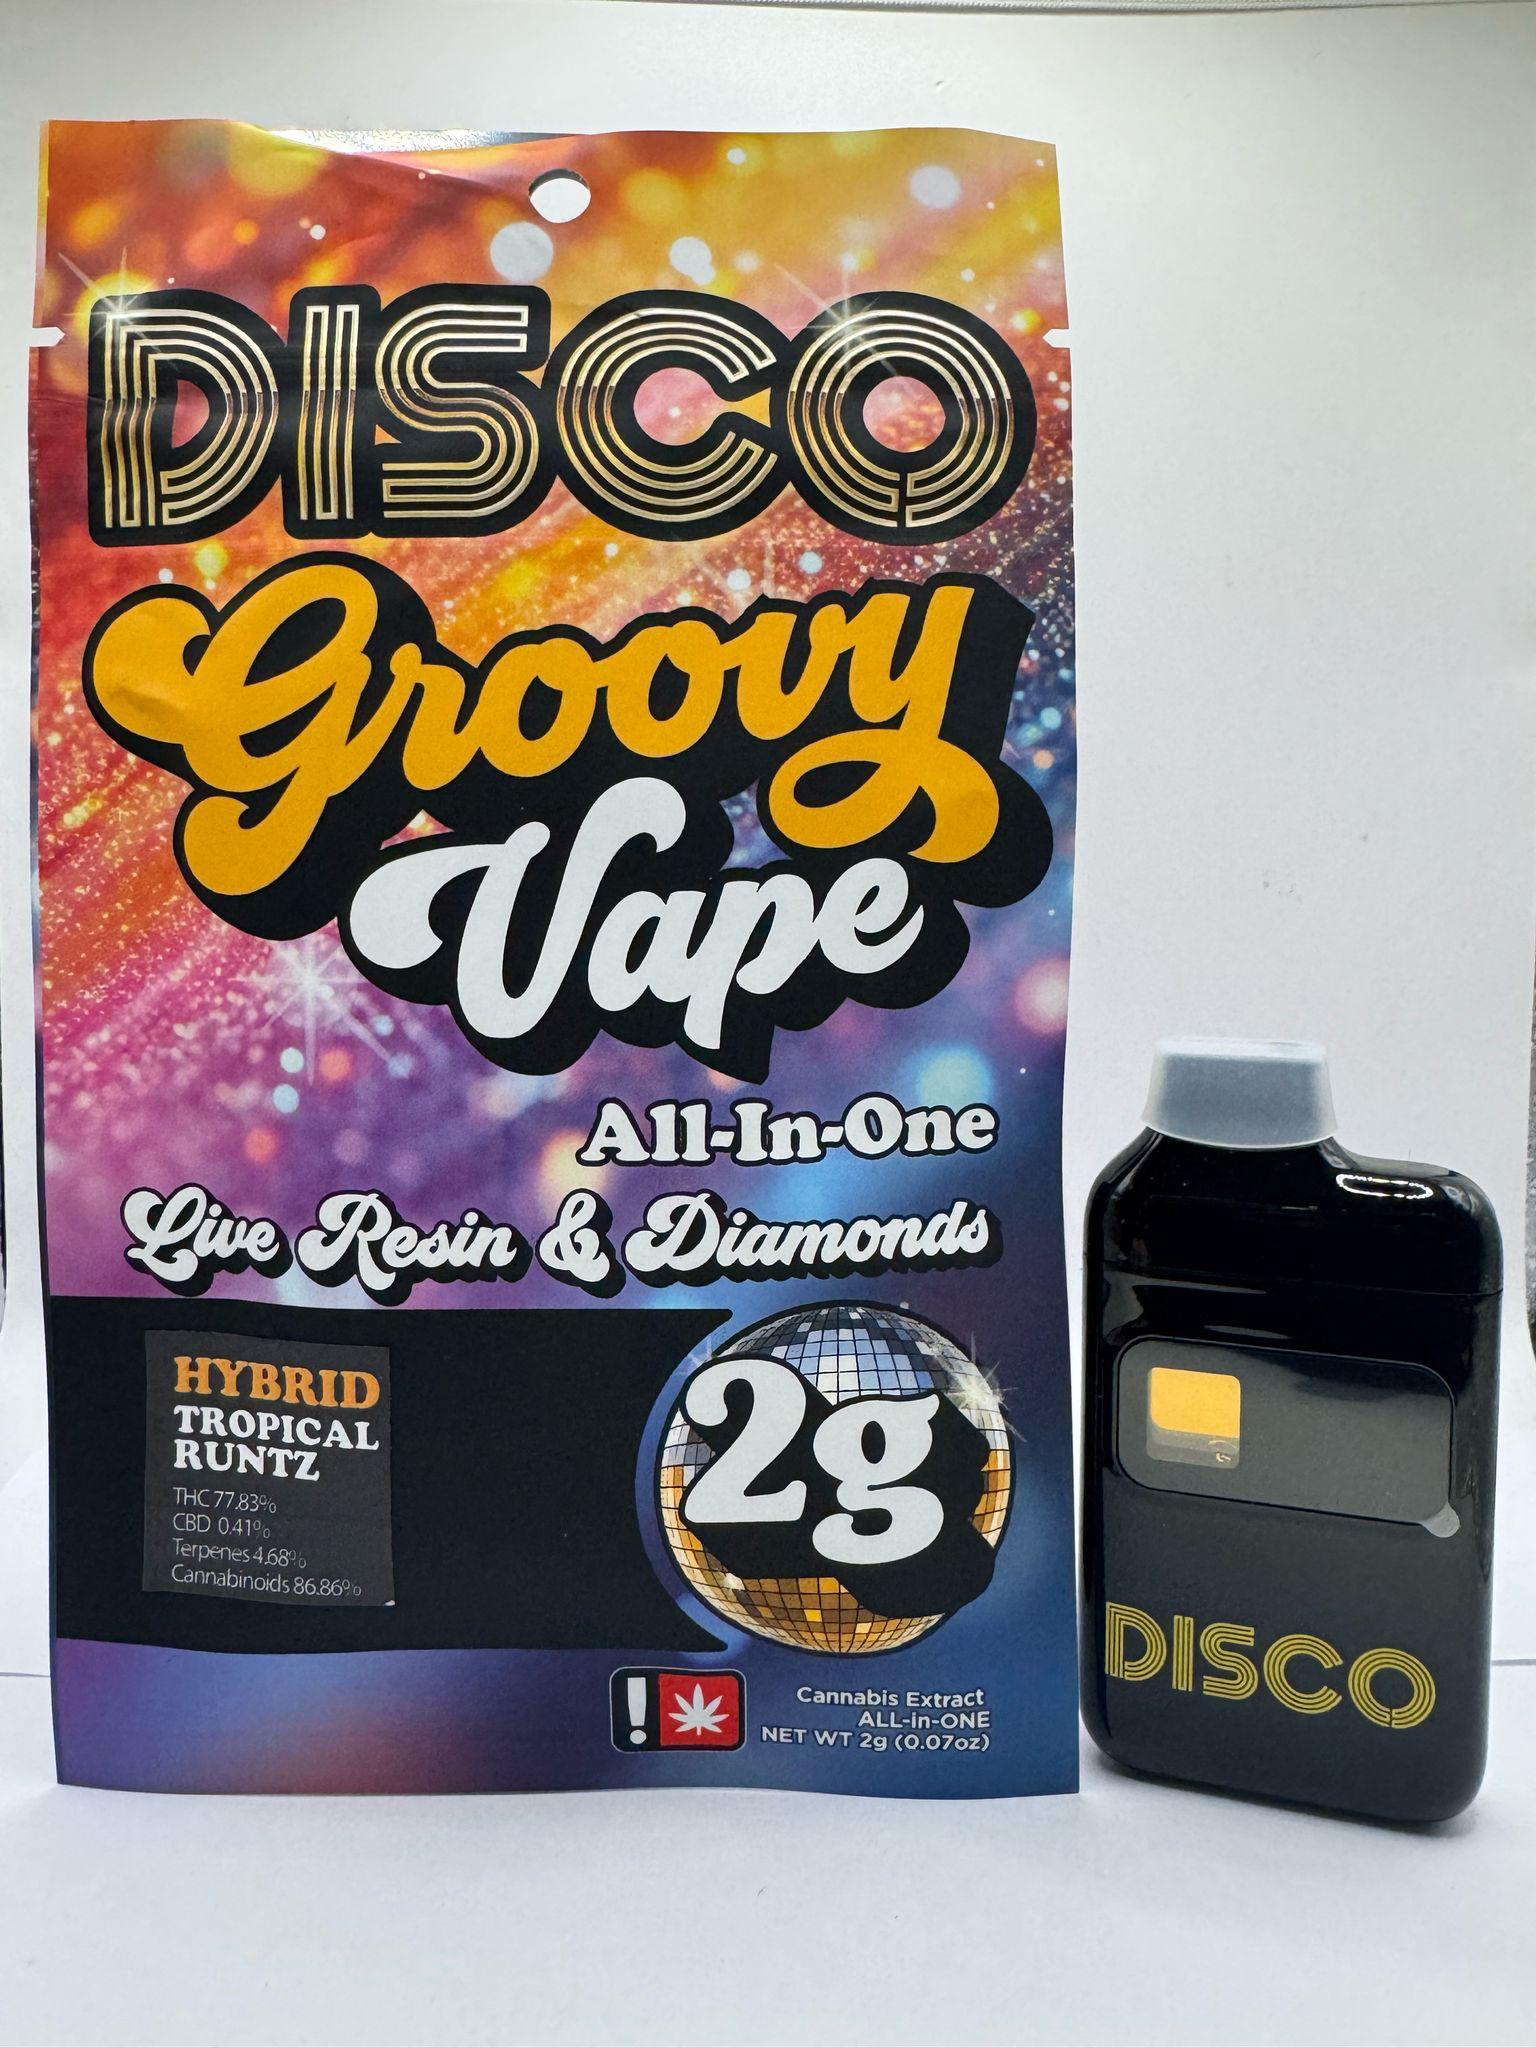 DISCO
Groovy
Vape
All-In-One
Live Resin & Diamonds
HYBRID
TROPICAL
RUNTZ
THC 77.83%
CBD 0.41%
Terpenes 4.68%
Cannabinoids 86.86%
2g
!
Cannabis Extract
ALL-in-ONE
NET WT 2g (0.07oz)
DISCO